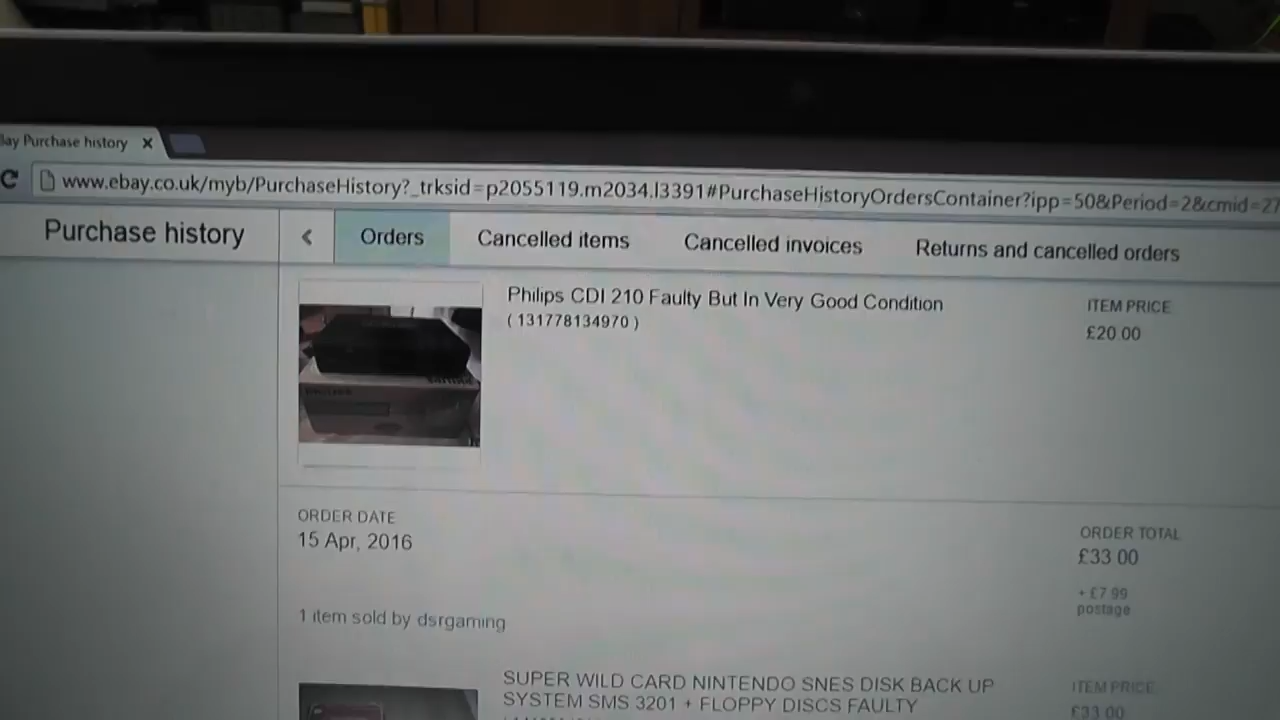 Bay Purchase history
www.ebay.co.uk/myb/PurchaseHistory?_trksid=p2055119.m2034.l3391#PurchaseHistoryOrdersContainer?ipp=50&Period=2&cmid=27
Purchase history
Orders
Cancelled items
Cancelled invoices
Returns and cancelled orders
Philips CDI 210 Faulty But In Very Good Condition
( 131778134970 )
ITEM PRICE
£20.00
ORDER DATE
15 Apr, 2016
ORDER TOTAL
£33.00
+ £7.99
postage
1 item sold by dsrgaming
SUPER WILD CARD NINTENDO SNES DISK BACK UP
SYSTEM SMS 3201 + FLOPPY DISCS FAULTY
ITEM PRICE
£33.00